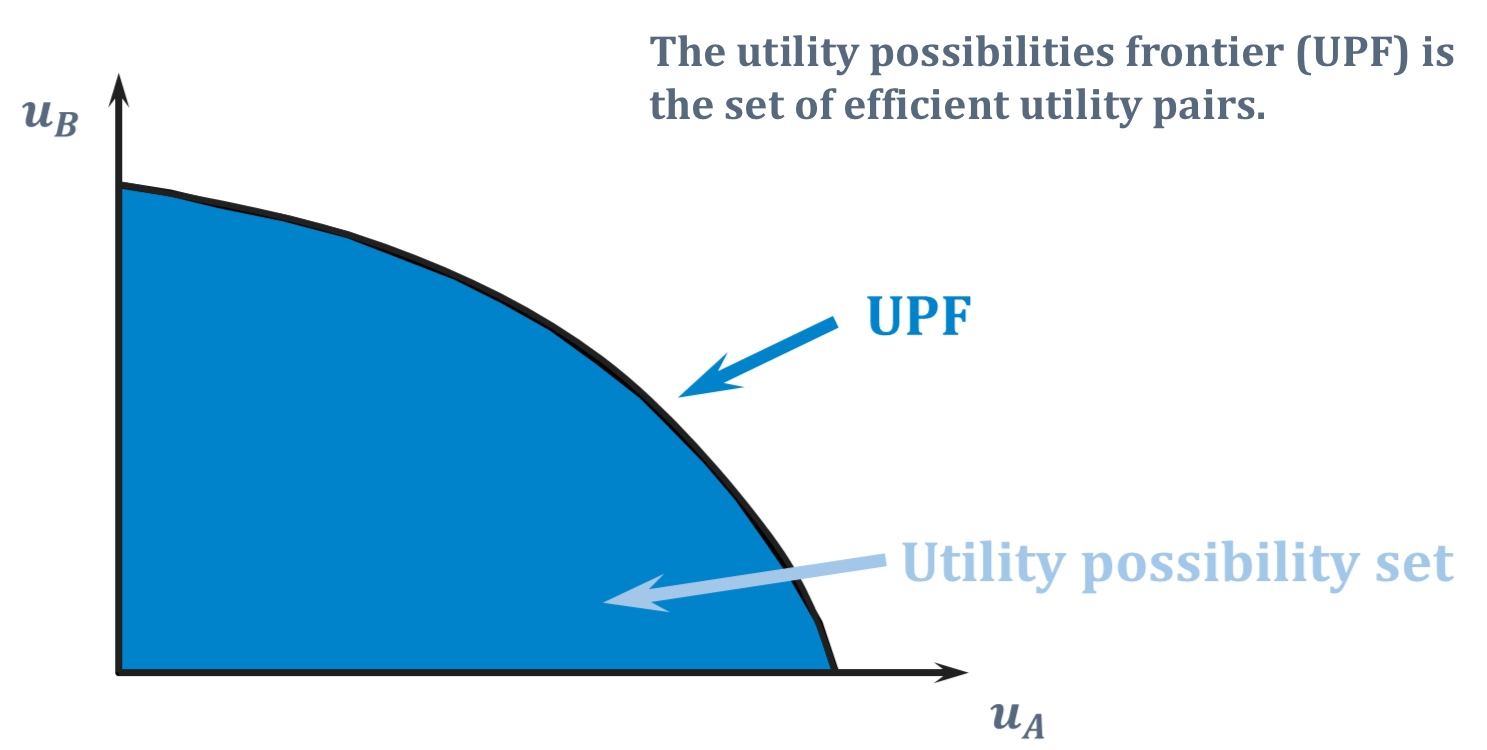 The utility possibilities frontier (UPF) is
the set of efficient utility pairs.
u_B
UPF
Utility possibility set
u_A